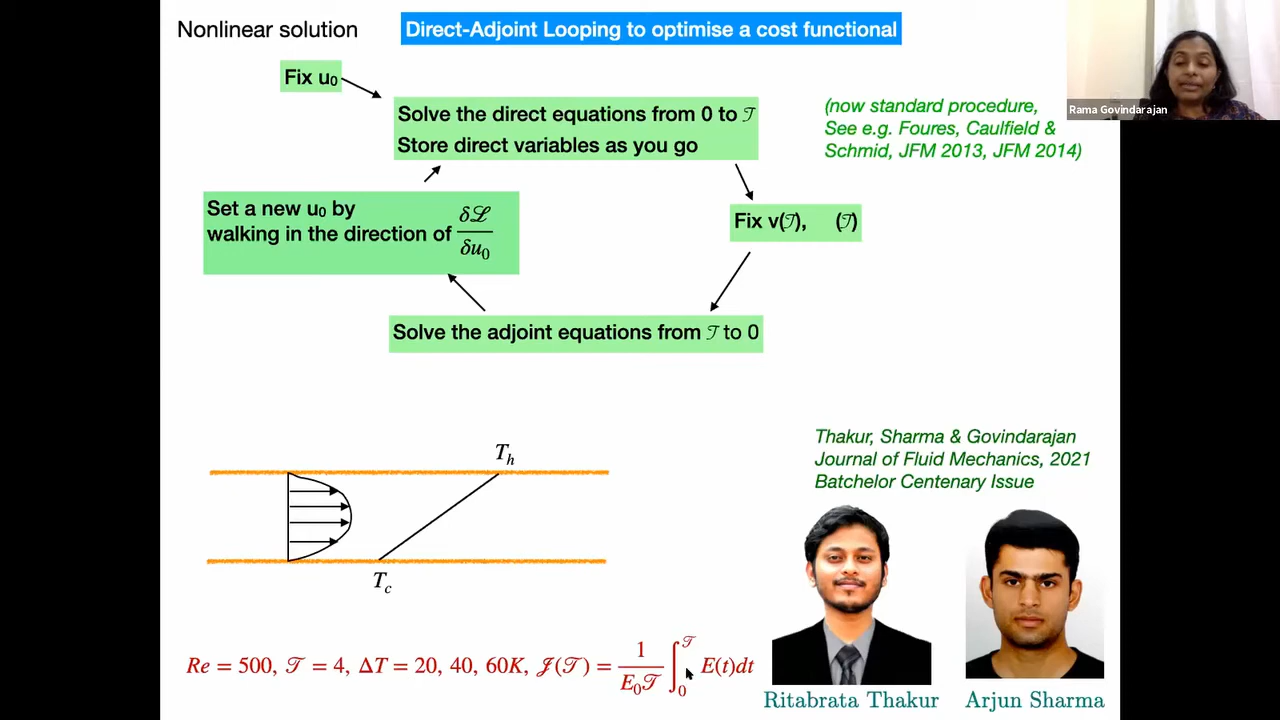 Nonlinear solution
Direct-Adjoint Looping to optimise a cost functional
Fix u₀
Solve the direct equations from 0 to 𝒯
Store direct variables as you go
(now standard procedure,
See e.g. Foures, Caulfield &
Schmid, JFM 2013, JFM 2014)
Rama Govindarajan
Set a new u₀ by
walking in the direction of δℒ/δu₀
Fix v(𝒯), (𝒯)
Solve the adjoint equations from 𝒯 to 0
T_h
T_c
Thakur, Sharma & Govindarajan
Journal of Fluid Mechanics, 2021
Batchelor Centenary Issue
Re = 500, 𝒯 = 4, ΔT = 20, 40, 60K, 𝒥(𝒯) = 1/(E₀𝒯) ∫₀^𝒯 E(t)dt
Ritabrata Thakur
Arjun Sharma